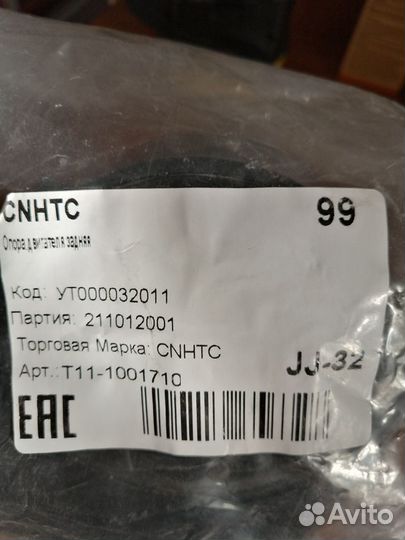 CNHTC 99
Опора двигателя задняя
Код: УТ000032011
Партия: 211012001
Торговая Марка: CNHTC
JJ-32
Арт.: T11-1001710
EAC
Avito